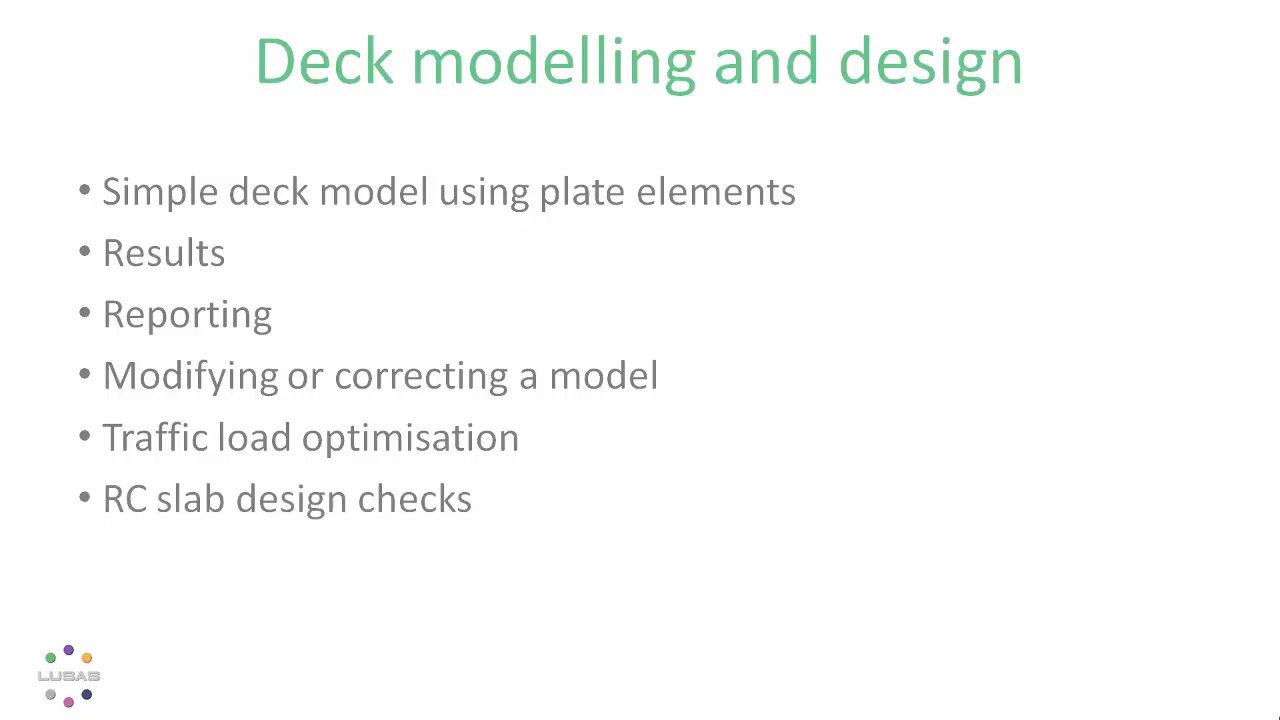 Deck modelling and design
• Simple deck model using plate elements
• Results
• Reporting
• Modifying or correcting a model
• Traffic load optimisation
• RC slab design checks
LUSAS